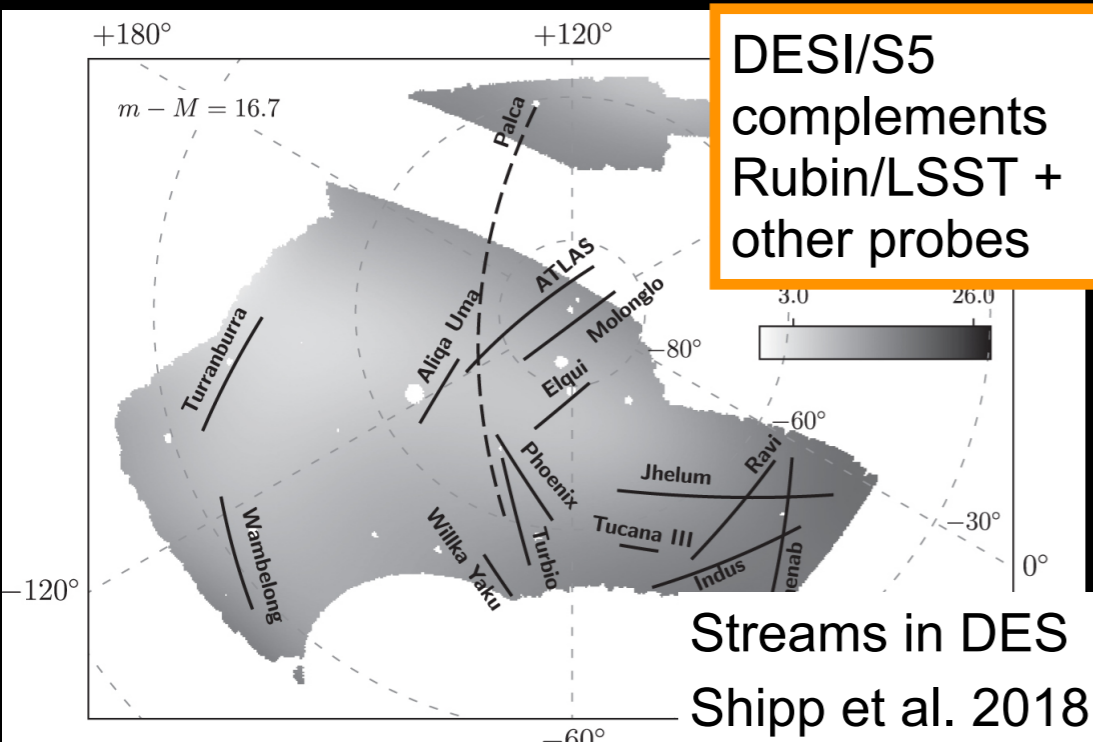 +180°
+120°
m − M = 16.7
DESI/S5
complements
Rubin/LSST +
other probes
Palca
ATLAS
Molonglo
3.0
26.0
Turranburra
Aliqa Uma
−80°
Elqui
−60°
Ravi
Phoenix
Jhelum
Wambelong
Willka Yaku
Turbio
Tucana III
Indus
enab
−30°
0°
−120°
Streams in DES
Shipp et al. 2018
−60°